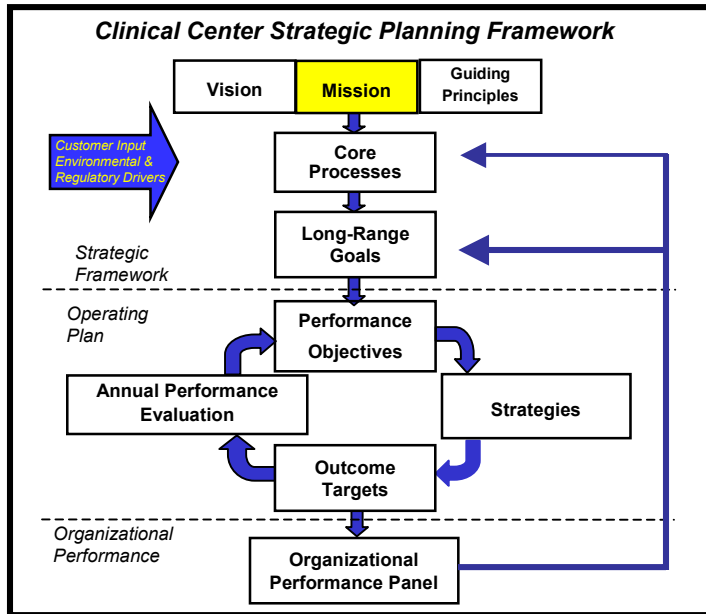 Clinical Center Strategic Planning Framework
Vision
Mission
Guiding
Principles
Customer Input
Environmental &
Regulatory Drivers
Core
Processes
Long-Range
Goals
Strategic
Framework
Operating
Plan
Performance
Objectives
Annual Performance
Evaluation
Strategies
Outcome
Targets
Organizational
Performance
Organizational
Performance Panel